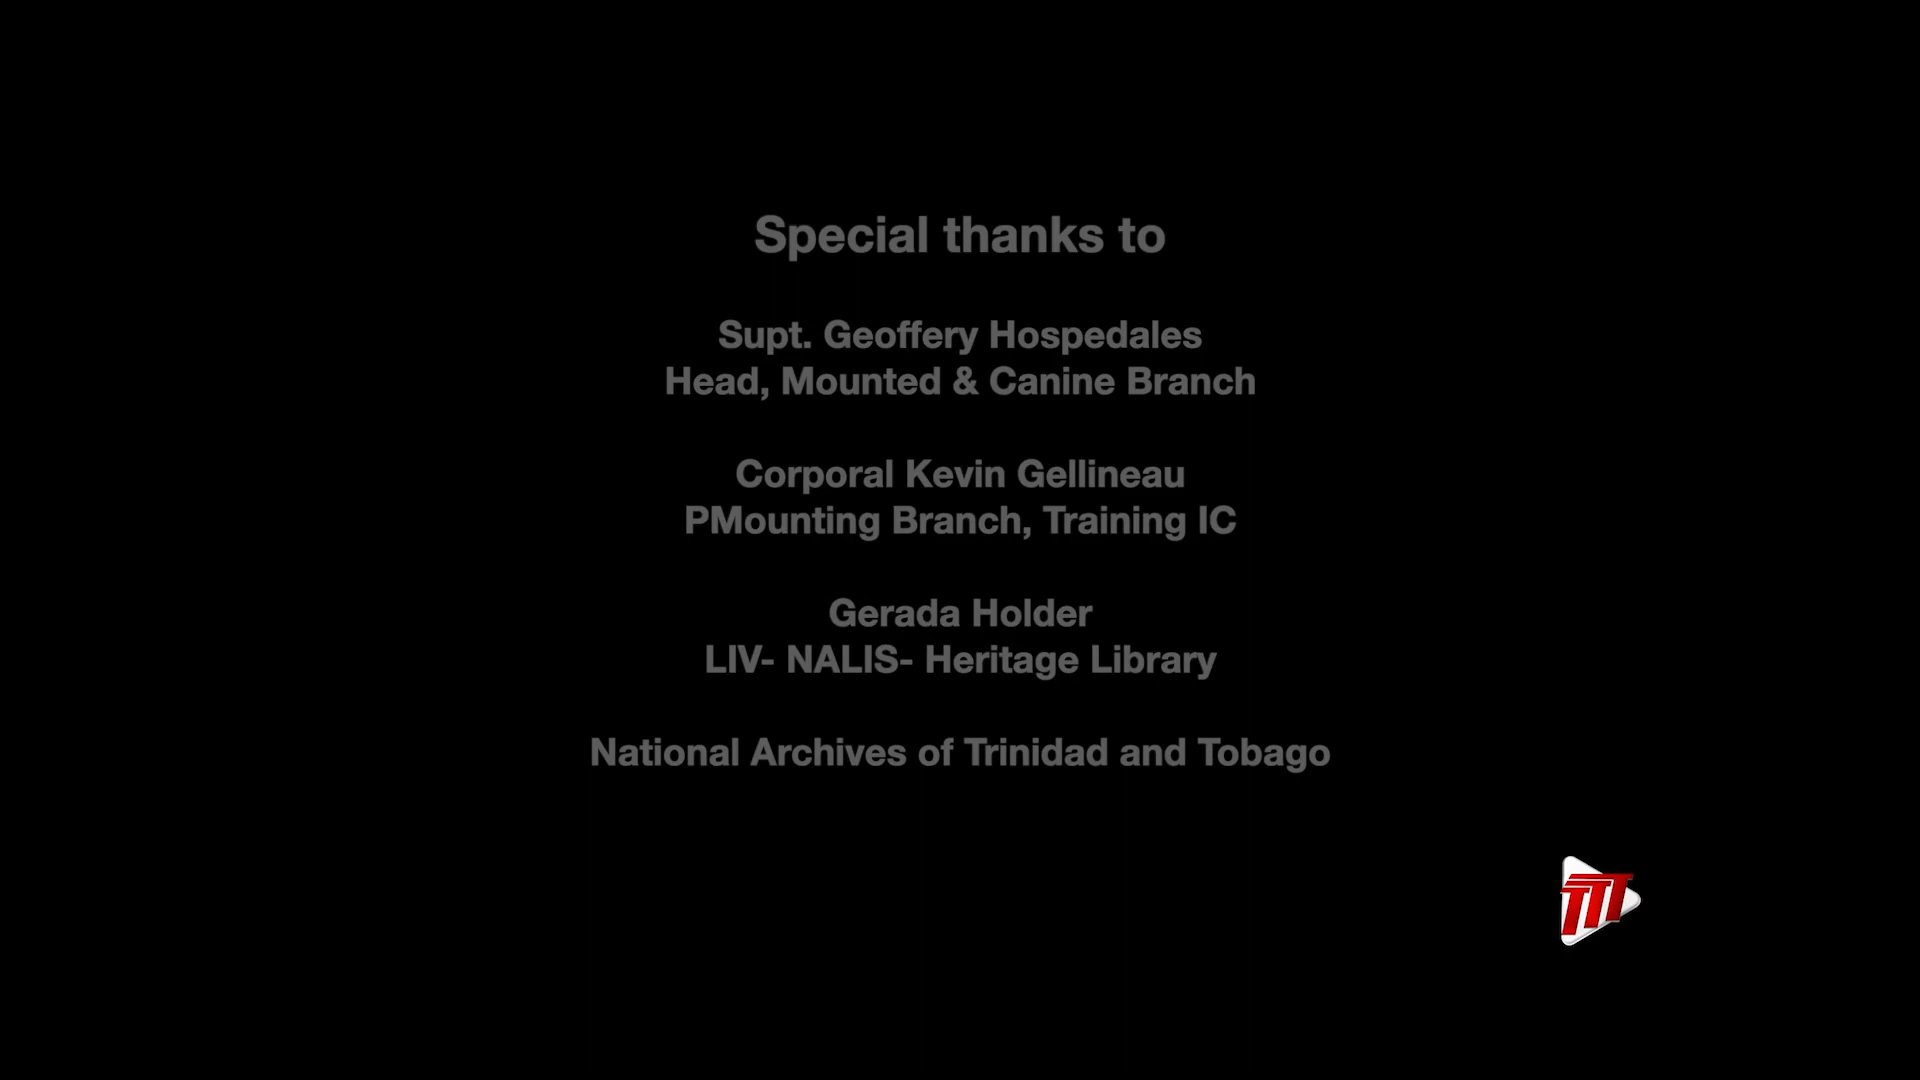 Special thanks to
Supt. Geoffery Hospedales
Head, Mounted & Canine Branch
Corporal Kevin Gellineau
PMounting Branch, Training IC
Gerada Holder
LIV- NALIS- Heritage Library
National Archives of Trinidad and Tobago
TTT